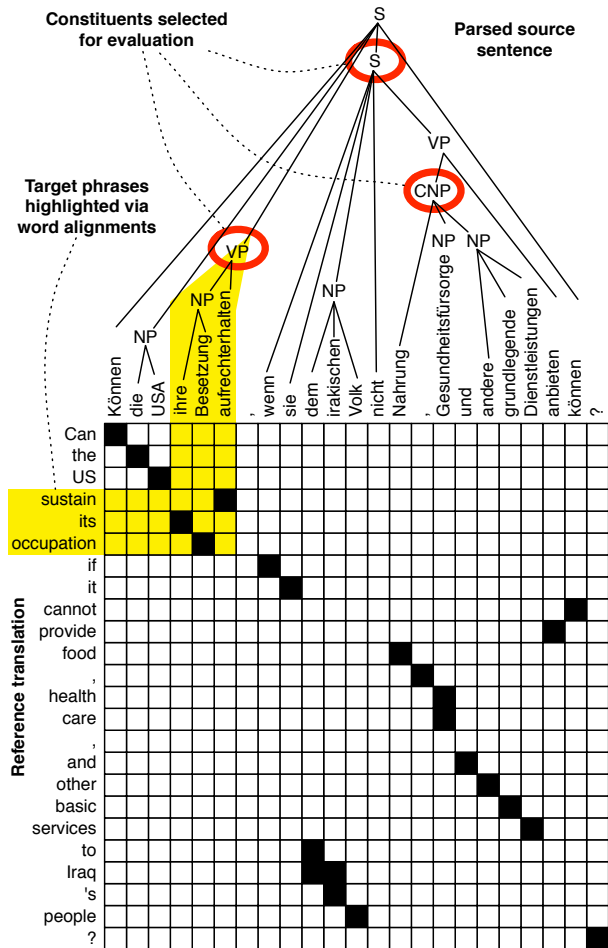 Constituents selected
for evaluation
S
Parsed source
sentence
S
VP
CNP
Target phrases
highlighted via
word alignments
VP
NP
NP
NP
NP
NP
Können
die
USA
ihre
Besetzung
aufrechterhalten
,
wenn
sie
dem
irakischen
Volk
nicht
Nahrung
,
Gesundheitsfürsorge
und
andere
grundlegende
Dienstleistungen
anbieten
können
?
Reference translation
Can
the
US
sustain
its
occupation
if
it
cannot
provide
food
,
health
care
,
and
other
basic
services
to
Iraq
's
people
?